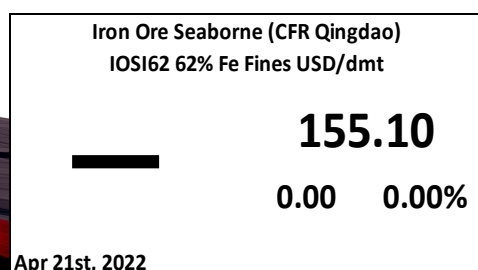 Iron Ore Seaborne (CFR Qingdao)
IOSI62 62% Fe Fines USD/dmt
155.10
0.00 0.00%
Apr 21st, 2022